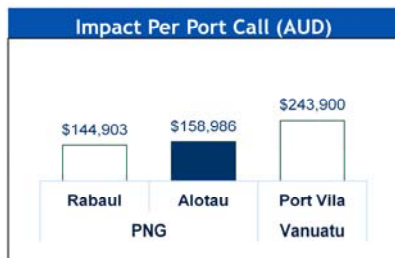 Impact Per Port Call (AUD)
$243,900
$144,903 $158,986
Rabaul Alotau Port Vila
PNG Vanuatu